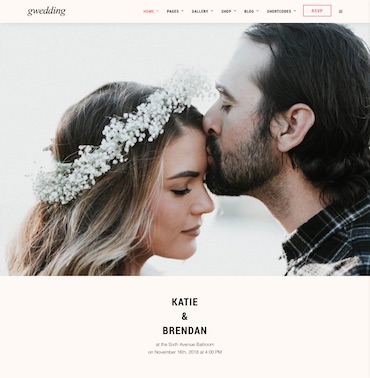 gwedding
HOME PAGES GALLERY SHOP BLOG SHORTCODES RSVP
KATIE
&
BRENDAN
at the Sixth Avenue Ballroom
on November 16th, 2018 at 4:00 PM